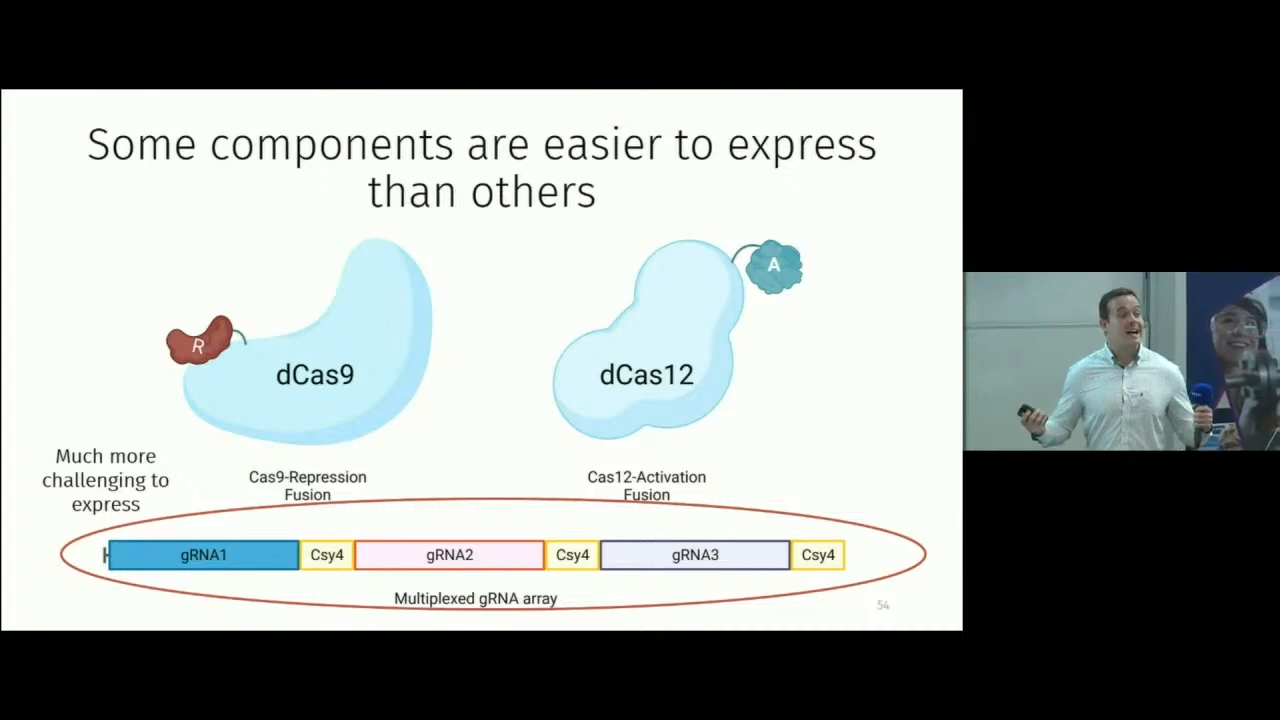 Some components are easier to express
than others
R
dCas9
A
dCas12
Much more
challenging to
express
Cas9-Repression
Fusion
Cas12-Activation
Fusion
gRNA1
Csy4
gRNA2
Csy4
gRNA3
Csy4
Multiplexed gRNA array
54